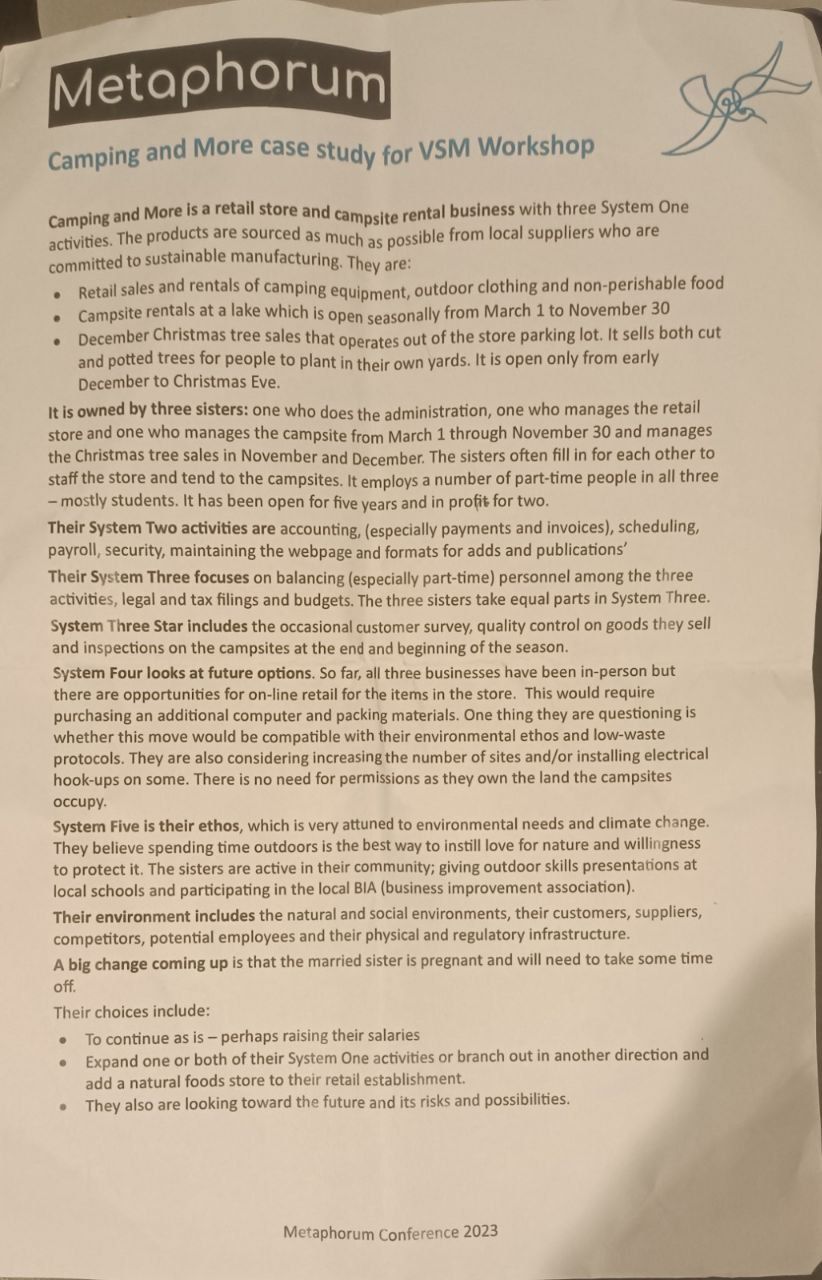 Metaphorum
Camping and More case study for VSM Workshop
Camping and More is a retail store and campsite rental business with three System One
activities. The products are sourced as much as possible from local suppliers who are
committed to sustainable manufacturing. They are:
• Retail sales and rentals of camping equipment, outdoor clothing and non-perishable food
• Campsite rentals at a lake which is open seasonally from March 1 to November 30
• December Christmas tree sales that operates out of the store parking lot. It sells both cut
and potted trees for people to plant in their own yards. It is open only from early
December to Christmas Eve.
It is owned by three sisters: one who does the administration, one who manages the retail
store and one who manages the campsite from March 1 through November 30 and manages
the Christmas tree sales in November and December. The sisters often fill in for each other to
staff the store and tend to the campsites. It employs a number of part-time people in all three
– mostly students. It has been open for five years and in profit for two.
Their System Two activities are accounting, (especially payments and invoices), scheduling,
payroll, security, maintaining the webpage and formats for adds and publications'
Their System Three focuses on balancing (especially part-time) personnel among the three
activities, legal and tax filings and budgets. The three sisters take equal parts in System Three.
System Three Star includes the occasional customer survey, quality control on goods they sell
and inspections on the campsites at the end and beginning of the season.
System Four looks at future options. So far, all three businesses have been in-person but
there are opportunities for on-line retail for the items in the store. This would require
purchasing an additional computer and packing materials. One thing they are questioning is
whether this move would be compatible with their environmental ethos and low-waste
protocols. They are also considering increasing the number of sites and/or installing electrical
hook-ups on some. There is no need for permissions as they own the land the campsites
occupy.
System Five is their ethos, which is very attuned to environmental needs and climate change.
They believe spending time outdoors is the best way to instill love for nature and willingness
to protect it. The sisters are active in their community; giving outdoor skills presentations at
local schools and participating in the local BIA (business improvement association).
Their environment includes the natural and social environments, their customers, suppliers,
competitors, potential employees and their physical and regulatory infrastructure.
A big change coming up is that the married sister is pregnant and will need to take some time
off.
Their choices include:
• To continue as is – perhaps raising their salaries
• Expand one or both of their System One activities or branch out in another direction and
add a natural foods store to their retail establishment.
• They also are looking toward the future and its risks and possibilities.
Metaphorum Conference 2023